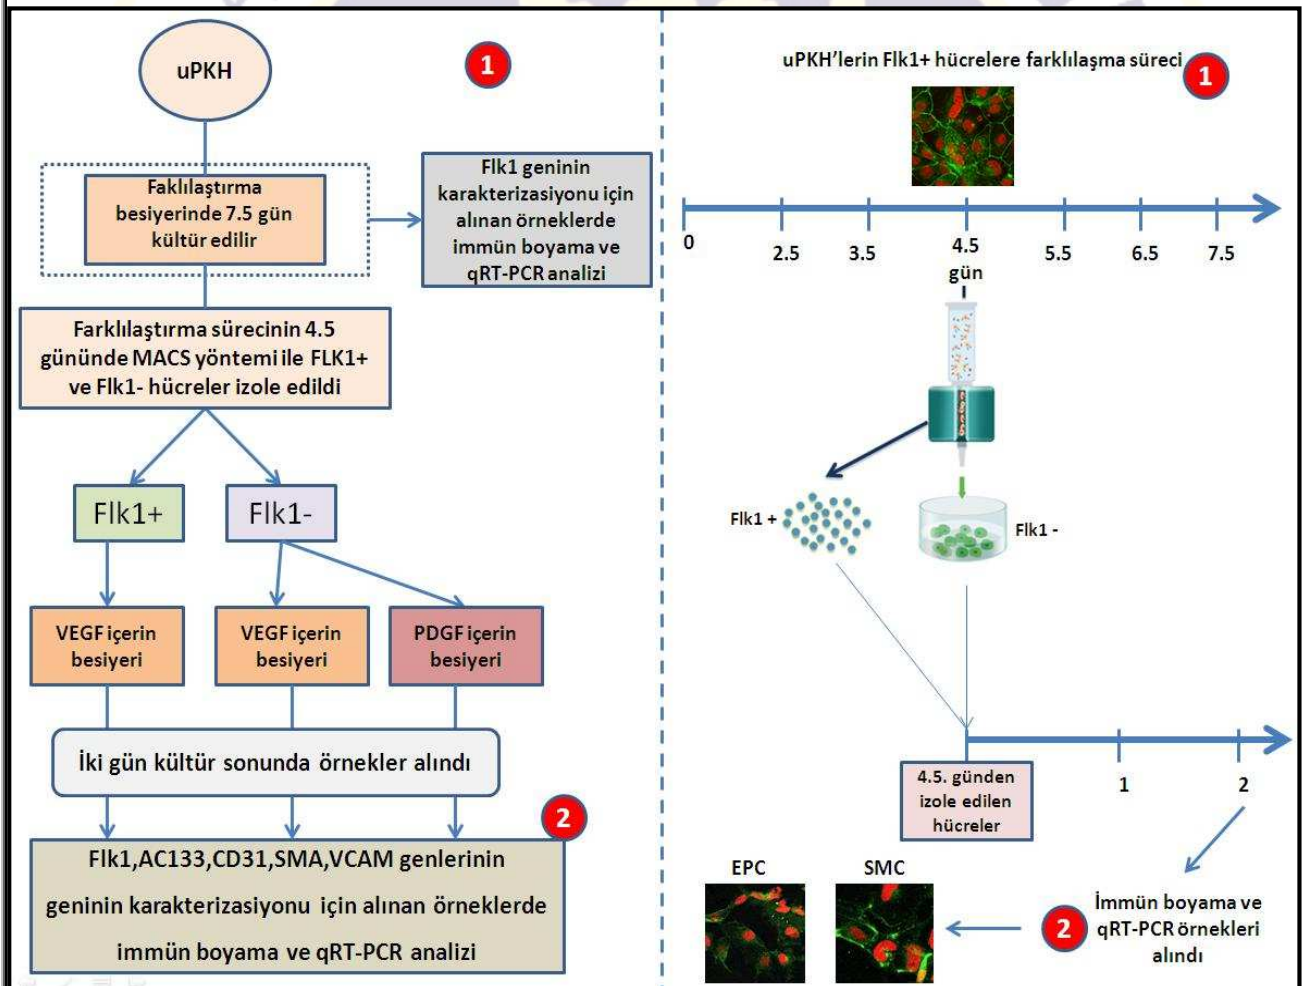 uPKH
1
Faklılaştırma
besiyerinde 7.5 gün
kültür edilir
Flk1 geninin
karakterizasyonu için
alınan örneklerde
immün boyama ve
qRT-PCR analizi
Farklılaştırma sürecinin 4.5
gününde MACS yöntemi ile FLK1+
ve Flk1- hücreler izole edildi
Flk1+
Flk1-
VEGF içerin
besiyeri
VEGF içerin
besiyeri
PDGF içerin
besiyeri
İki gün kültür sonunda örnekler alındı
2
Flk1,AC133,CD31,SMA,VCAM genlerinin
geninin karakterizasyonu için alınan örneklerde
immün boyama ve qRT-PCR analizi
uPKH'lerin Flk1+ hücrelere farklılaşma süreci
1
0
2.5
3.5
4.5
gün
5.5
6.5
7.5
Flk1 +
Flk1 -
4.5. günden
izole edilen
hücreler
1
2
EPC
SMC
2
İmmün boyama ve
qRT-PCR örnekleri
alındı